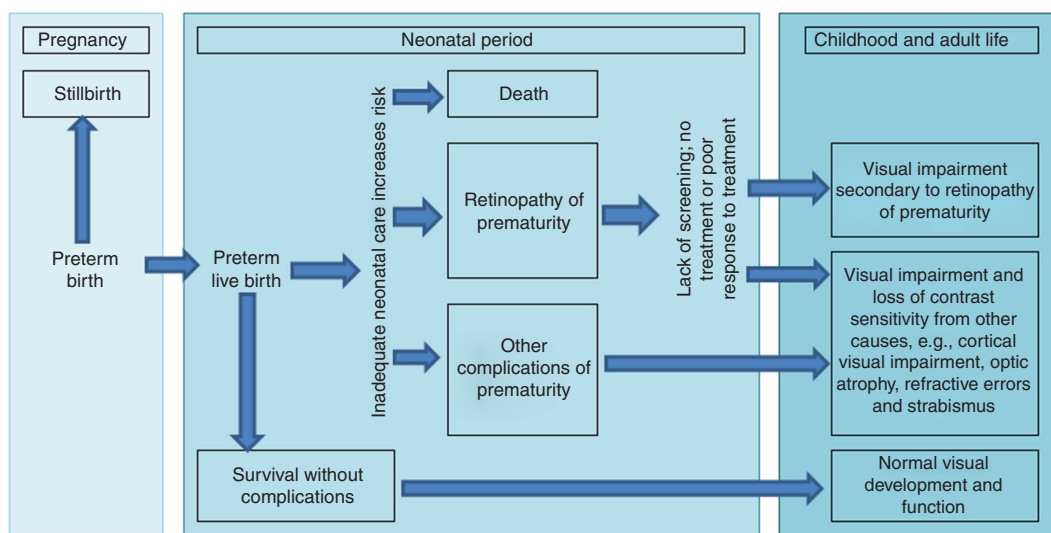 Pregnancy
Stillbirth
Preterm
birth
Neonatal period
Preterm
live birth
Inadequate neonatal care increases risk
Death
Retinopathy of
prematurity
Other
complications of
prematurity
Survival without
complications
Lack of screening; no
treatment or poor
response to treatment
Childhood and adult life
Visual impairment
secondary to retinopathy
of prematurity
Visual impairment and
loss of contrast
sensitivity from other
causes, e.g., cortical
visual impairment, optic
atrophy, refractive errors
and strabismus
Normal visual
development and
function